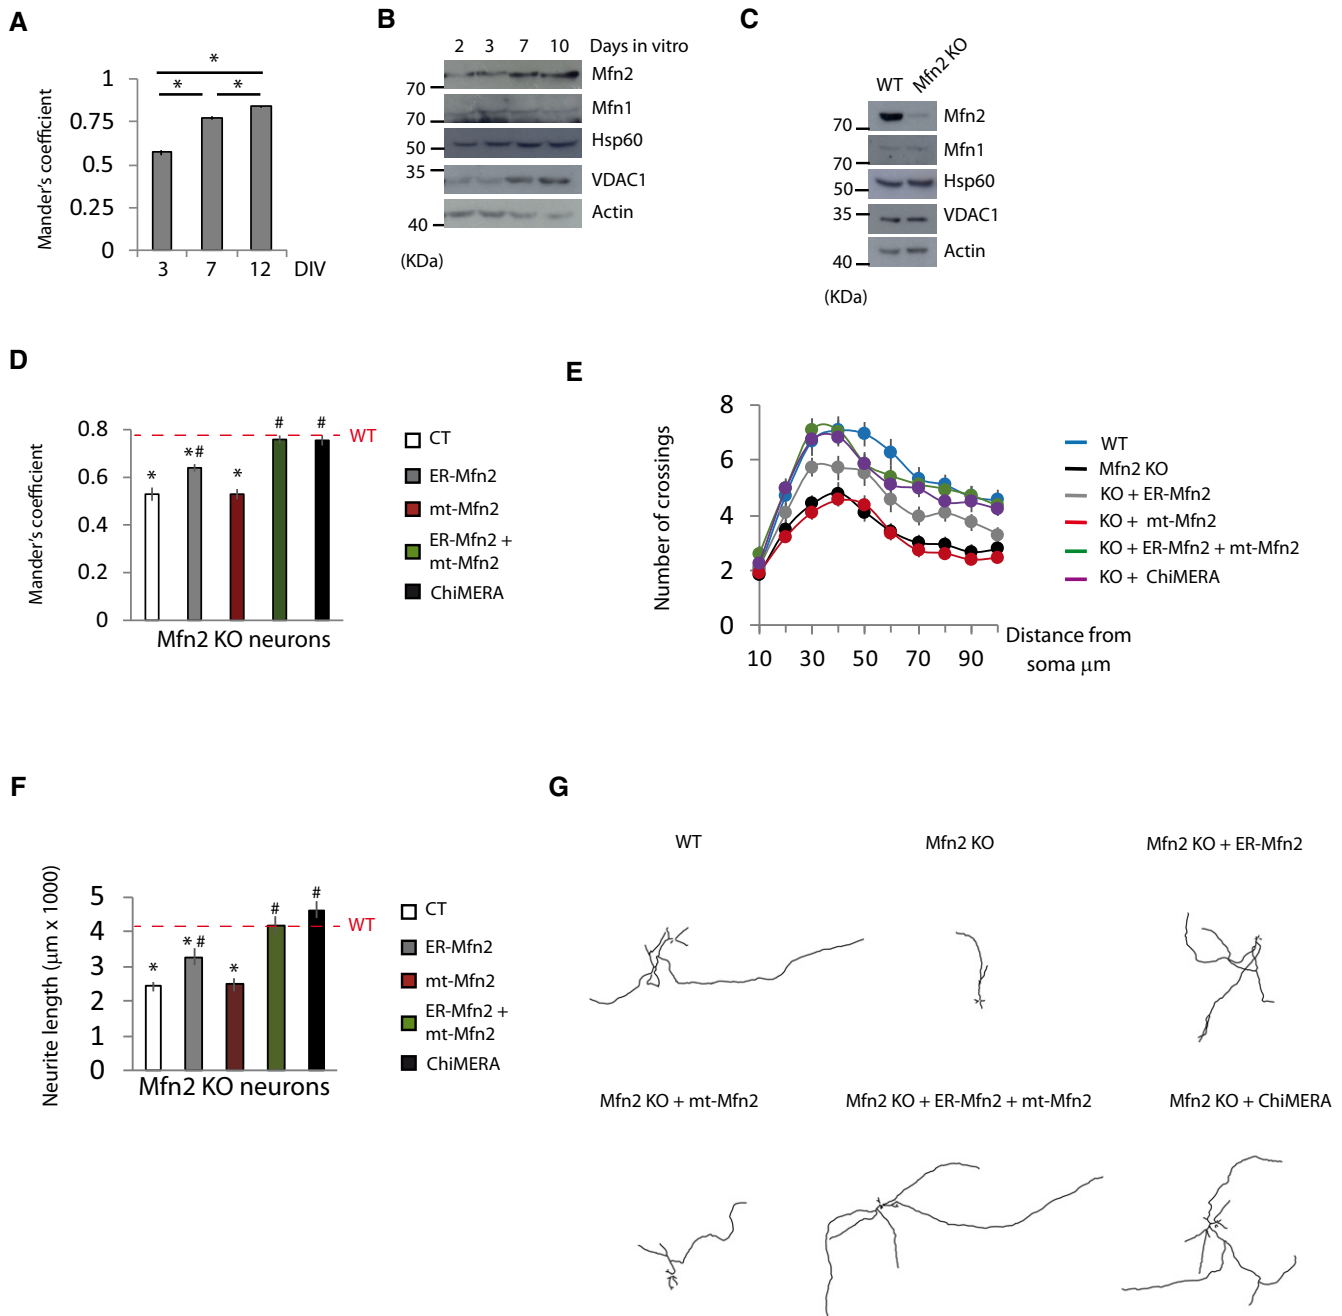 A
Mander's coefficient
1
0.75
0.5
0.25
0
*
*
*
3 7 12 DIV
B
2 3 7 10 Days in vitro
70
Mfn2
70
Mfn1
50
Hsp60
35
VDAC1
40
Actin
(KDa)
C
WT Mfn2 KO
70
Mfn2
70
Mfn1
50
Hsp60
35
VDAC1
40
Actin
(KDa)
D
Mander's coefficient
0.8
0.6
0.4
0.2
0
* *# * # #
WT
Mfn2 KO neurons
CT
ER-Mfn2
mt-Mfn2
ER-Mfn2 +
mt-Mfn2
ChiMERA
E
Number of crossings
8
6
4
2
0
10 30 50 70 90
Distance from
soma µm
WT
Mfn2 KO
KO + ER-Mfn2
KO + mt-Mfn2
KO + ER-Mfn2 + mt-Mfn2
KO + ChiMERA
F
Neurite length (µm x 1000)
5
4
3
2
1
0
* *# * # #
WT
Mfn2 KO neurons
CT
ER-Mfn2
mt-Mfn2
ER-Mfn2 +
mt-Mfn2
ChiMERA
G
WT
Mfn2 KO
Mfn2 KO + ER-Mfn2
Mfn2 KO + mt-Mfn2
Mfn2 KO + ER-Mfn2 + mt-Mfn2
Mfn2 KO + ChiMERA